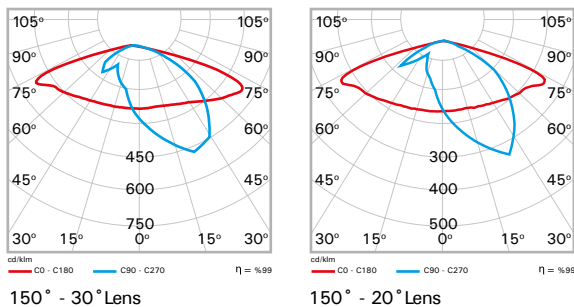 105° 105° 105° 105°
90° 90° 90° 90°
75° 75° 75° 75°
60° 60° 60° 60°
450 300
45° 45° 45° 45°
600 400
750 500
30° 15° 0° 15° 30° 30° 15° 0° 15° 30°
cd/klm cd/klm
C0 - C180 C90 - C270 η = %99 C0 - C180 C90 - C270 η = %99
150° - 30° Lens 150° - 20° Lens